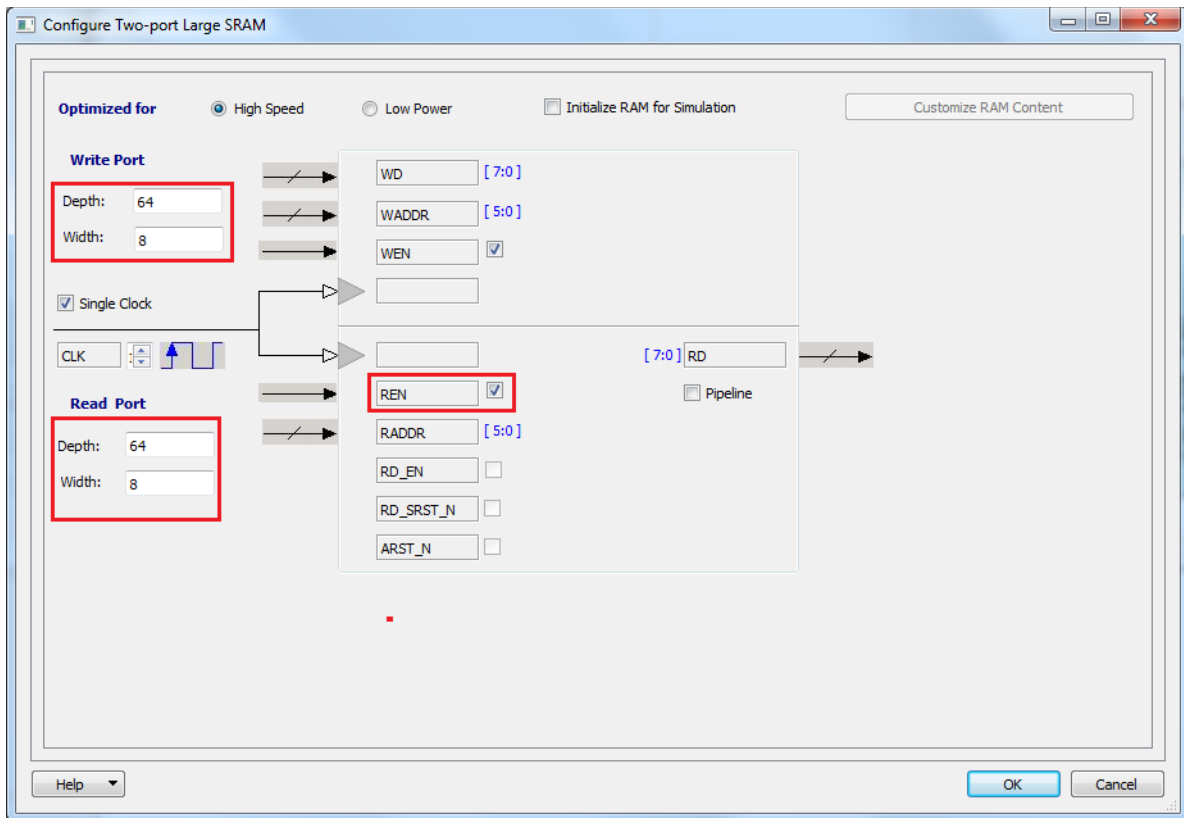 Configure Two-port Large SRAM
Optimized for High Speed Low Power Initialize RAM for Simulation Customize RAM Content
Write Port
WD [ 7:0 ]
Depth: 64
WADDR [ 5:0 ]
Width: 8
WEN
Single Clock
CLK : [ 7:0 ] RD
REN Pipeline
Read Port
RADDR [ 5:0 ]
Depth: 64
RD_EN
Width: 8
RD_SRST_N
ARST_N
Help OK Cancel